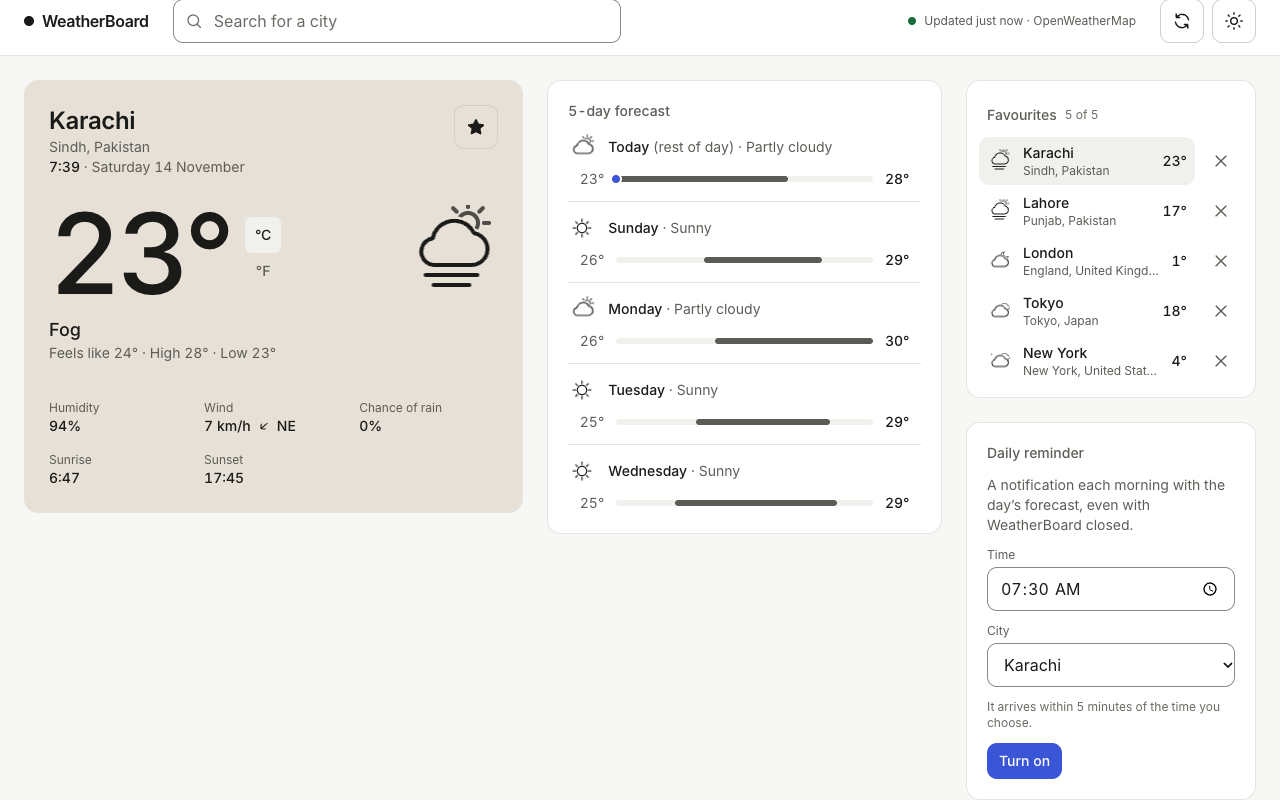 WeatherBoard
Search for a city
Updated just now · OpenWeatherMap
Karachi
Sindh, Pakistan
7:39 · Saturday 14 November
23°
°C
°F
Fog
Feels like 24° · High 28° · Low 23°
Humidity
94%
Wind
7 km/h ↙ NE
Chance of rain
0%
Sunrise
6:47
Sunset
17:45
5-day forecast
Today (rest of day) · Partly cloudy
23° 28°
Sunday · Sunny
26° 29°
Monday · Partly cloudy
26° 30°
Tuesday · Sunny
25° 29°
Wednesday · Sunny
25° 29°
Favourites 5 of 5
Karachi
Sindh, Pakistan
23°
Lahore
Punjab, Pakistan
17°
London
England, United Kingd…
1°
Tokyo
Tokyo, Japan
18°
New York
New York, United Stat…
4°
Daily reminder
A notification each morning with the
day’s forecast, even with
WeatherBoard closed.
Time
07:30 AM
City
Karachi
It arrives within 5 minutes of the time you
choose.
Turn on